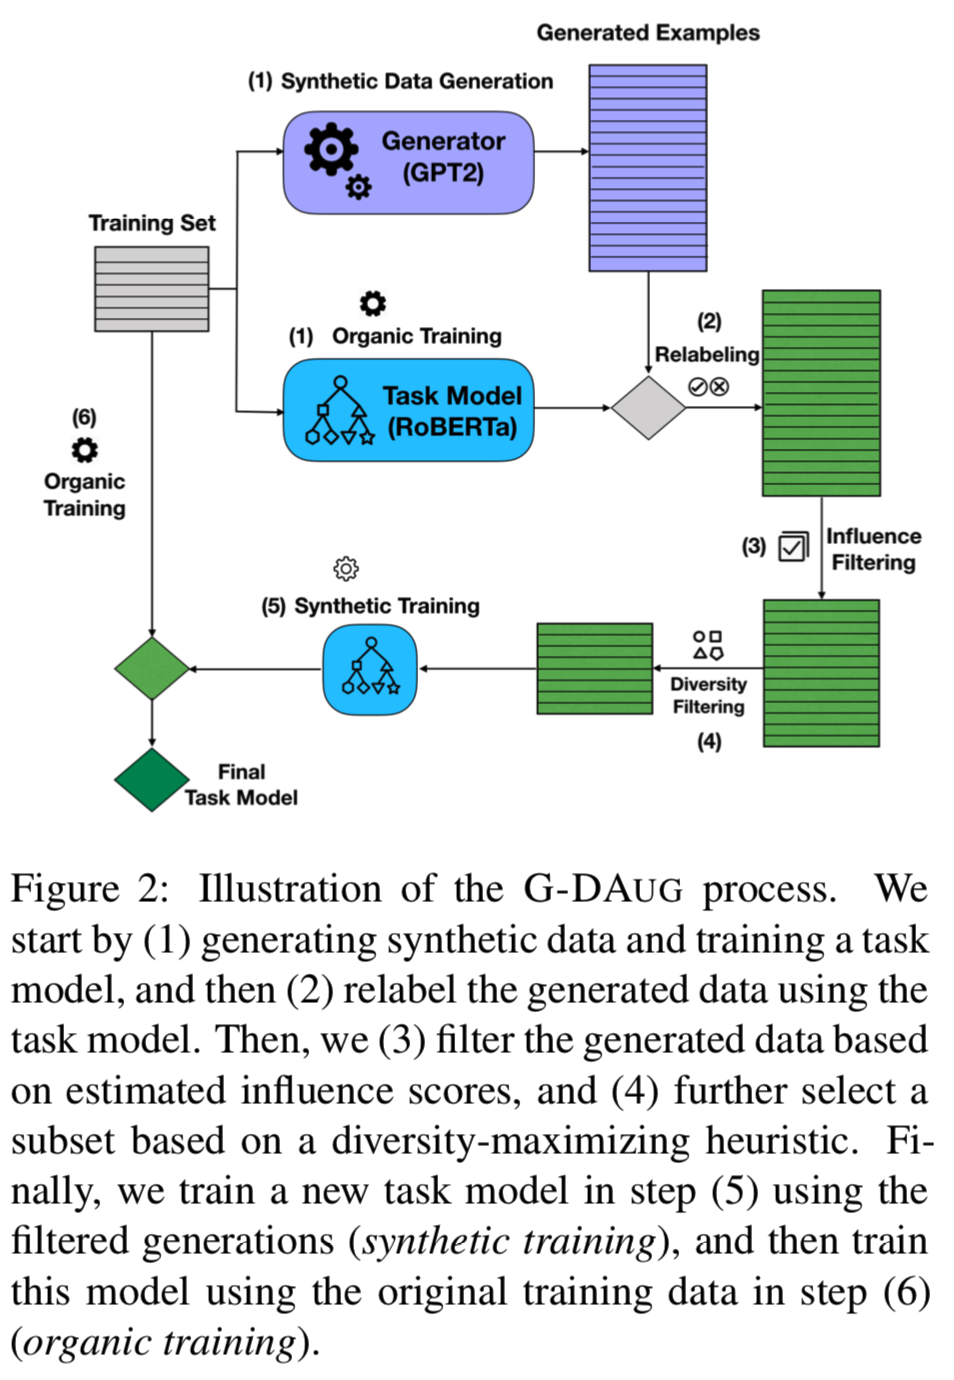 Generated Examples
(1) Synthetic Data Generation
Generator
(GPT2)
Training Set
(1) Organic Training
Task Model
(RoBERTa)
(2)
Relabeling
(6)
Organic
Training
(3)
Influence
Filtering
(5) Synthetic Training
Diversity
Filtering
(4)
Final
Task Model
Figure 2: Illustration of the G-DAUG process. We
start by (1) generating synthetic data and training a task
model, and then (2) relabel the generated data using the
task model. Then, we (3) filter the generated data based
on estimated influence scores, and (4) further select a
subset based on a diversity-maximizing heuristic. Fi-
nally, we train a new task model in step (5) using the
filtered generations (synthetic training), and then train
this model using the original training data in step (6)
(organic training).